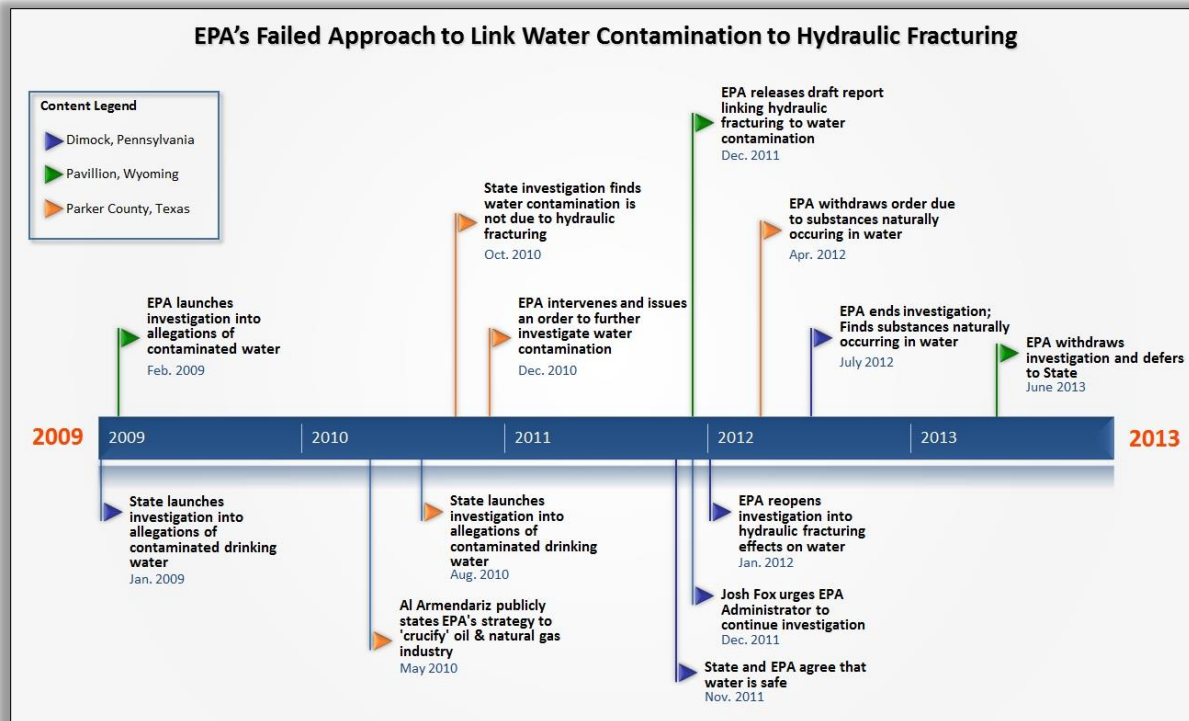 EPA's Failed Approach to Link Water Contamination to Hydraulic Fracturing
Content Legend
Dimock, Pennsylvania
Pavillion, Wyoming
Parker County, Texas
EPA releases draft report
linking hydraulic
fracturing to water
contamination
Dec. 2011
State investigation finds
water contamination is
not due to hydraulic
fracturing
Oct. 2010
EPA withdraws order due
to substances naturally
occuring in water
Apr. 2012
EPA launches
investigation into
allegations of
contaminated water
Feb. 2009
EPA intervenes and issues
an order to further
investigate water
contamination
Dec. 2010
EPA ends investigation;
Finds substances naturally
occurring in water
July 2012
EPA withdraws
investigation and defers
to State
June 2013
2009
2009
2010
2011
2012
2013
2013
State launches
investigation into
allegations of
contaminated drinking
water
Jan. 2009
State launches
investigation into
allegations of
contaminated drinking
water
Aug. 2010
EPA reopens
investigation into
hydraulic fracturing
effects on water
Jan. 2012
Al Armendariz publicly
states EPA's strategy to
'crucify' oil & natural gas
industry
May 2010
Josh Fox urges EPA
Administrator to
continue investigation
Dec. 2011
State and EPA agree that
water is safe
Nov. 2011